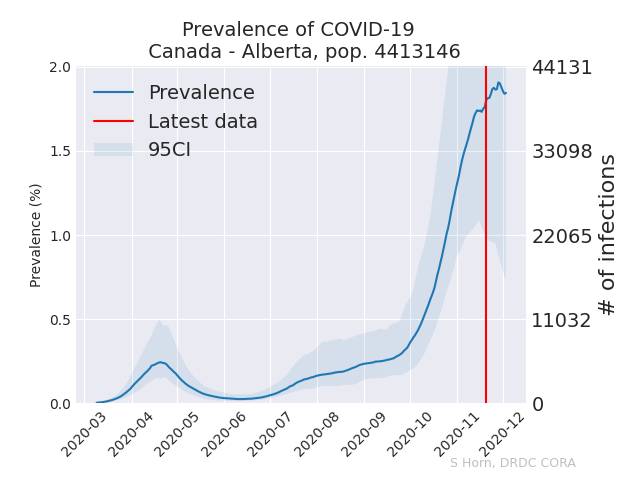 Prevalence of COVID-19
Canada - Alberta, pop. 4413146
Prevalence
Latest data
95CI
2.0
1.5
1.0
0.5
0.0
Prevalence (%)
44131
33098
22065
11032
0
# of infections
2020-03
2020-04
2020-05
2020-06
2020-07
2020-08
2020-09
2020-10
2020-11
2020-12
S Horn, DRDC CORA